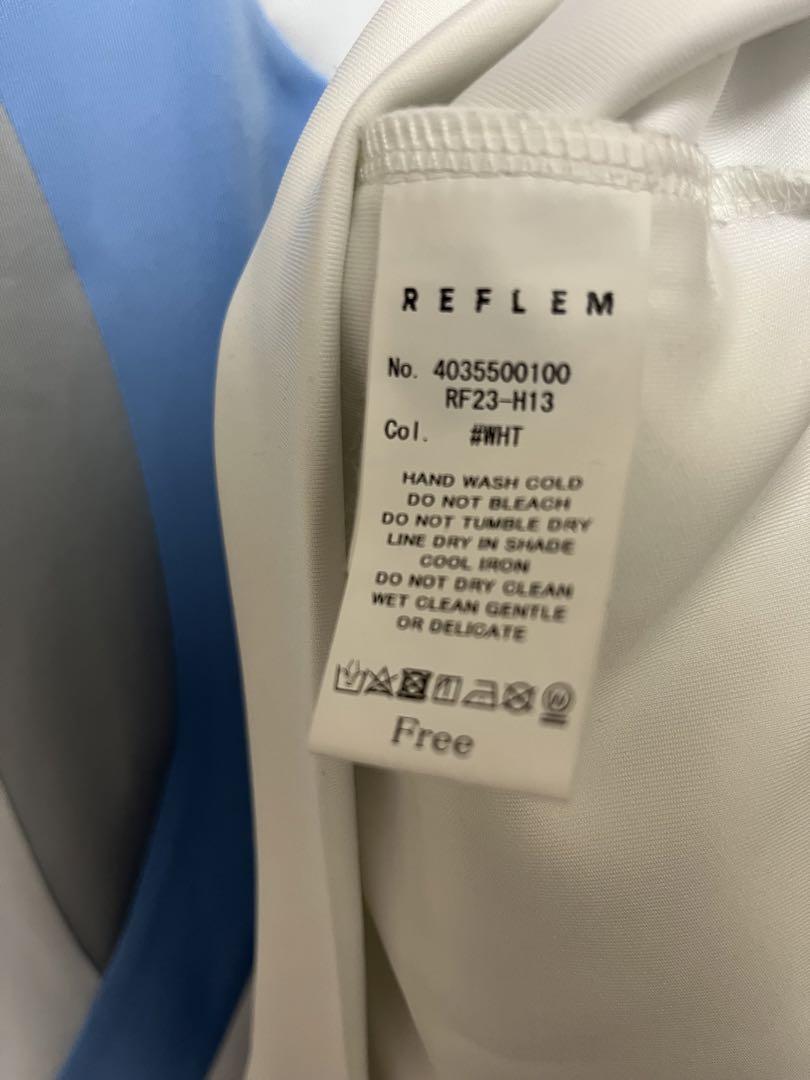 REFLEM
No. 4035500100
RF23-H13
Col. #WHT
HAND WASH COLD
DO NOT BLEACH
DO NOT TUMBLE DRY
LINE DRY IN SHADE
COOL IRON
DO NOT DRY CLEAN
WET CLEAN GENTLE
OR DELICATE
W
Free